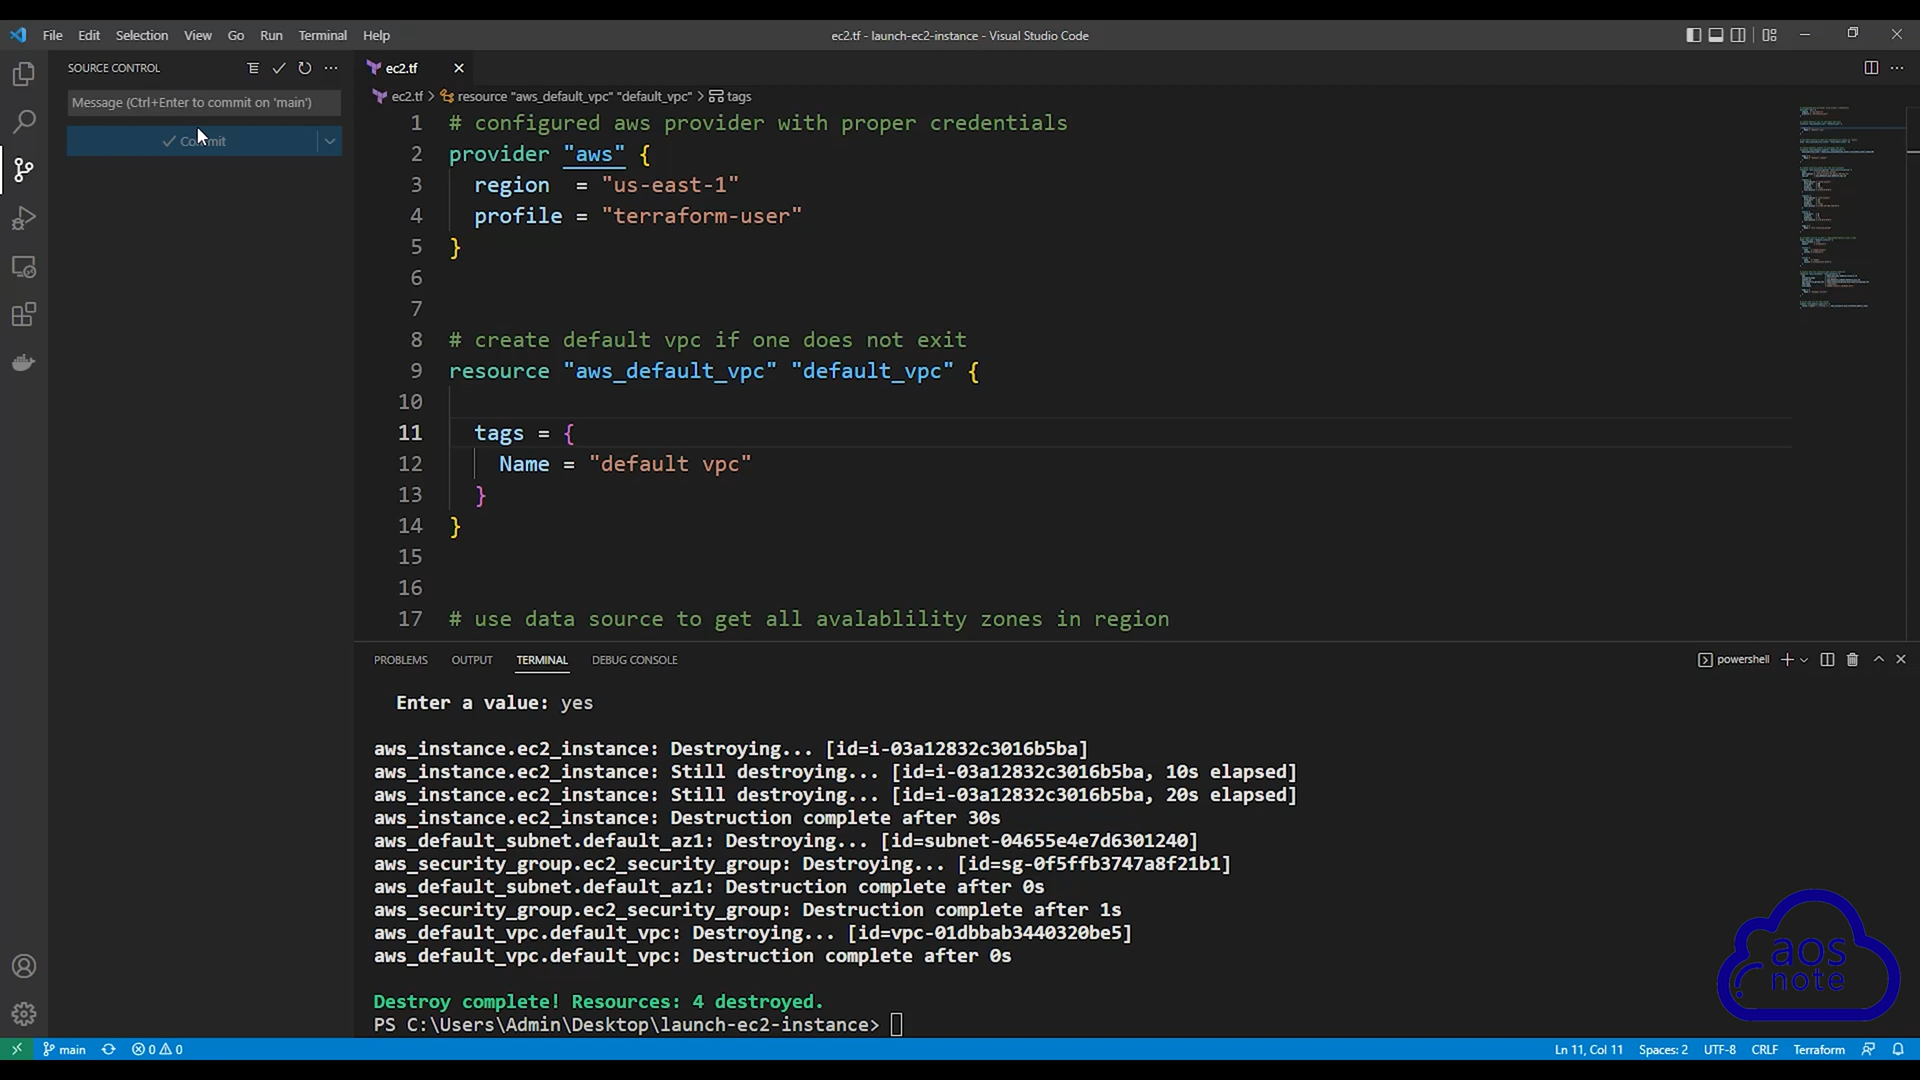 File Edit Selection View Go Run Terminal Help
ec2.tf - launch-ec2-instance - Visual Studio Code
SOURCE CONTROL
Message (Ctrl+Enter to commit on 'main')
Commit
ec2.tf
ec2.tf > resource "aws_default_vpc" "default_vpc" > tags
1 # configured aws provider with proper credentials
2 provider "aws" {
3 region = "us-east-1"
4 profile = "terraform-user"
5 }
6
7
8 # create default vpc if one does not exit
9 resource "aws_default_vpc" "default_vpc" {
10
11 tags = {
12 Name = "default vpc"
13 }
14 }
15
16
17 # use data source to get all avalablility zones in region
PROBLEMS OUTPUT TERMINAL DEBUG CONSOLE
powershell
Enter a value: yes
aws_instance.ec2_instance: Destroying... [id=i-03a12832c3016b5ba]
aws_instance.ec2_instance: Still destroying... [id=i-03a12832c3016b5ba, 10s elapsed]
aws_instance.ec2_instance: Still destroying... [id=i-03a12832c3016b5ba, 20s elapsed]
aws_instance.ec2_instance: Destruction complete after 30s
aws_default_subnet.default_az1: Destroying... [id=subnet-04655e4e7d6301240]
aws_security_group.ec2_security_group: Destroying... [id=sg-0f5ffb3747a8f21b1]
aws_default_subnet.default_az1: Destruction complete after 0s
aws_security_group.ec2_security_group: Destruction complete after 1s
aws_default_vpc.default_vpc: Destroying... [id=vpc-01dbbab3440320be5]
aws_default_vpc.default_vpc: Destruction complete after 0s
Destroy complete! Resources: 4 destroyed.
PS C:\Users\Admin\Desktop\launch-ec2-instance>
aos
note
main 0 0
Ln 11, Col 11 Spaces: 2 UTF-8 CRLF Terraform